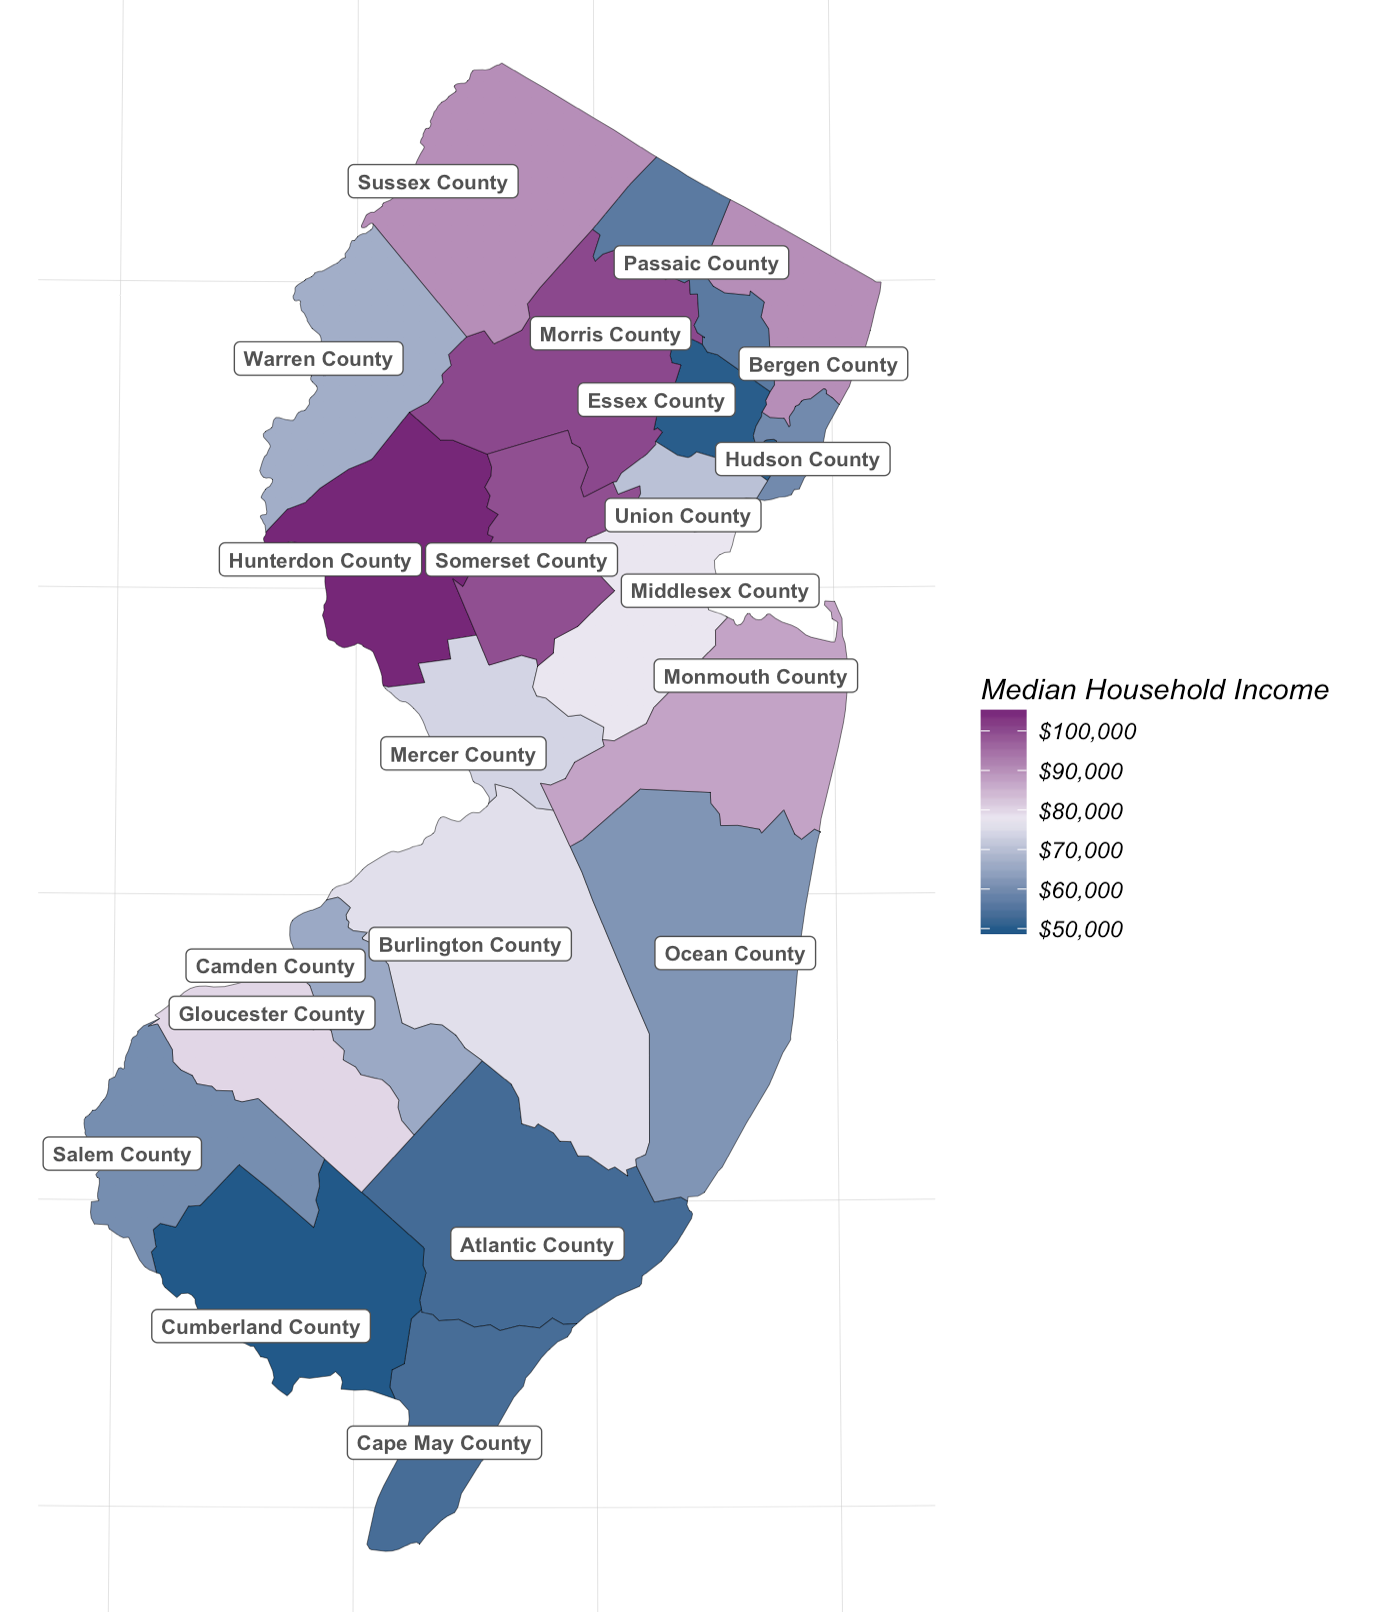 Sussex County
Passaic County
Morris County
Warren County
Bergen County
Essex County
Hudson County
Union County
Hunterdon County
Somerset County
Middlesex County
Monmouth County
Median Household Income
$100,000
$90,000
$80,000
$70,000
$60,000
$50,000
Mercer County
Burlington County
Ocean County
Camden County
Gloucester County
Salem County
Atlantic County
Cumberland County
Cape May County